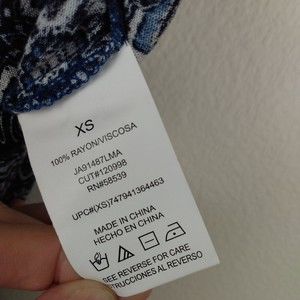 XS
100% RAYON/VISCOSA
JA91487LMA
CUT#120998
RN#58539
UPC#(XS)747941364463
MADE IN CHINA
HECHO EN CHINA
SEE REVERSE FOR CARE
INSTRUCCIONES AL REVERSO